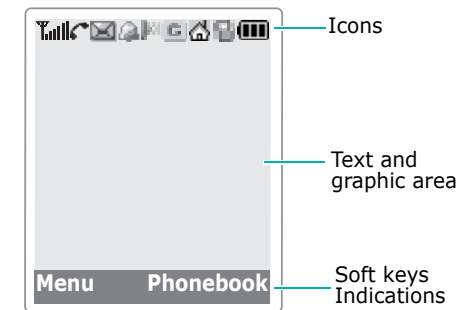 Icons
Text and
graphic area
Menu Phonebook
Soft keys
Indications